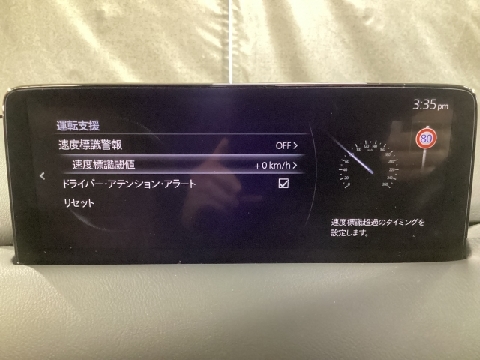 3:35pm
運転支援
速度標識警報 OFF
速度標識閾値 +0 km/h
ドライバー・アテンション・アラート
リセット
80
速度標識超過のタイミングを
設定します。